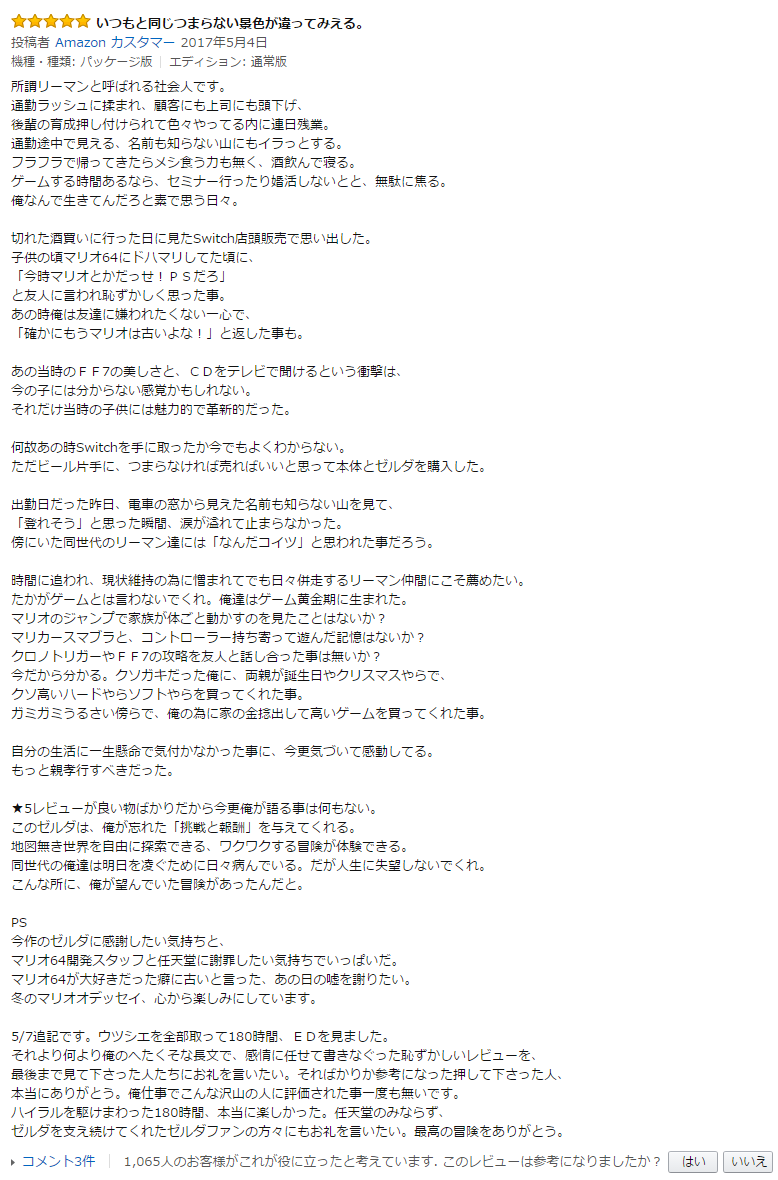 ★★★★★ いつもと同じつまらない景色が違ってみえる。
投稿者 Amazon カスタマー 2017年5月4日
機種・種類: パッケージ版 | エディション: 通常版
所謂リーマンと呼ばれる社会人です。
通勤ラッシュに揉まれ、顧客にも上司にも頭下げ、
後輩の育成押し付けられて色々やってる内に連日残業。
通勤途中で見える、名前も知らない山にもイラっとする。
フラフラで帰ってきたらメシ食う力も無く、酒飲んで寝る。
ゲームする時間あるなら、セミナー行ったり婚活しないとと、無駄に焦る。
俺なんで生きてんだろと素で思う日々。

切れた酒買いに行った日に見たSwitch店頭販売で思い出した。
子供の頃マリオ64にドハマリしてた頃に、
「今時マリオとかだっせ！ＰＳだろ」
と友人に言われ恥ずかしく思った事。
あの時俺は友達に嫌われたくない一心で、
「確かにもうマリオは古いよな！」と返した事も。

あの当時のＦＦ7の美しさと、ＣＤをテレビで聞けるという衝撃は、
今の子には分からない感覚かもしれない。
それだけ当時の子供には魅力的で革新的だった。

何故あの時Switchを手に取ったか今でもよくわからない。
ただビール片手に、つまらなければ売ればいいと思って本体とゼルダを購入した。

出勤日だった昨日、電車の窓から見えた名前も知らない山を見て、
「登れそう」と思った瞬間、涙が溢れて止まらなかった。
傍にいた同世代のリーマン達には「なんだコイツ」と思われた事だろう。

時間に追われ、現状維持の為に憎まれてでも日々併走するリーマン仲間にこそ薦めたい。
たかがゲームとは言わないでくれ。俺達はゲーム黄金期に生まれた。
マリオのジャンプで家族が体ごと動かすのを見たことはないか？
マリカースマブラと、コントローラー持ち寄って遊んだ記憶はないか？
クロノトリガーやＦＦ7の攻略を友人と話し合った事は無いか？
今だから分かる。クソガキだった俺に、両親が誕生日やクリスマスやらで、
クソ高いハードやらソフトやらを買ってくれた事。
ガミガミうるさい傍らで、俺の為に家の金捻出して高いゲームを買ってくれた事。

自分の生活に一生懸命で気付かなかった事に、今更気づいて感動してる。
もっと親孝行すべきだった。

★5レビューが良い物ばかりだから今更俺が語る事は何もない。
このゼルダは、俺が忘れた「挑戦と報酬」を与えてくれる。
地図無き世界を自由に探索できる、ワクワクする冒険が体験できる。
同世代の俺達は明日を凌ぐために日々病んでいる。だが人生に失望しないでくれ。
こんな所に、俺が望んでいた冒険があったんだと。

PS
今作のゼルダに感謝したい気持ちと、
マリオ64開発スタッフと任天堂に謝罪したい気持ちでいっぱいだ。
マリオ64が大好きだった癖に古いと言った、あの日の嘘を謝りたい。
冬のマリオオデッセイ、心から楽しみにしています。

5/7追記です。ウツシエを全部取って180時間、ＥＤを見ました。
それより何より俺のへたくそな長文で、感情に任せて書きなぐった恥ずかしいレビューを、
最後まで見て下さった人たちにお礼を言いたい。そればかりか参考になった押して下さった人、
本当にありがとう。俺仕事でこんな沢山の人に評価された事一度も無いです。
ハイラルを駆けまわった180時間、本当に楽しかった。任天堂のみならず、
ゼルダを支え続けてくれたゼルダファンの方々にもお礼を言いたい。最高の冒険をありがとう。
コメント3件 | 1,065人のお客様がこれが役に立ったと考えています. このレビューは参考になりましたか？ はい いいえ